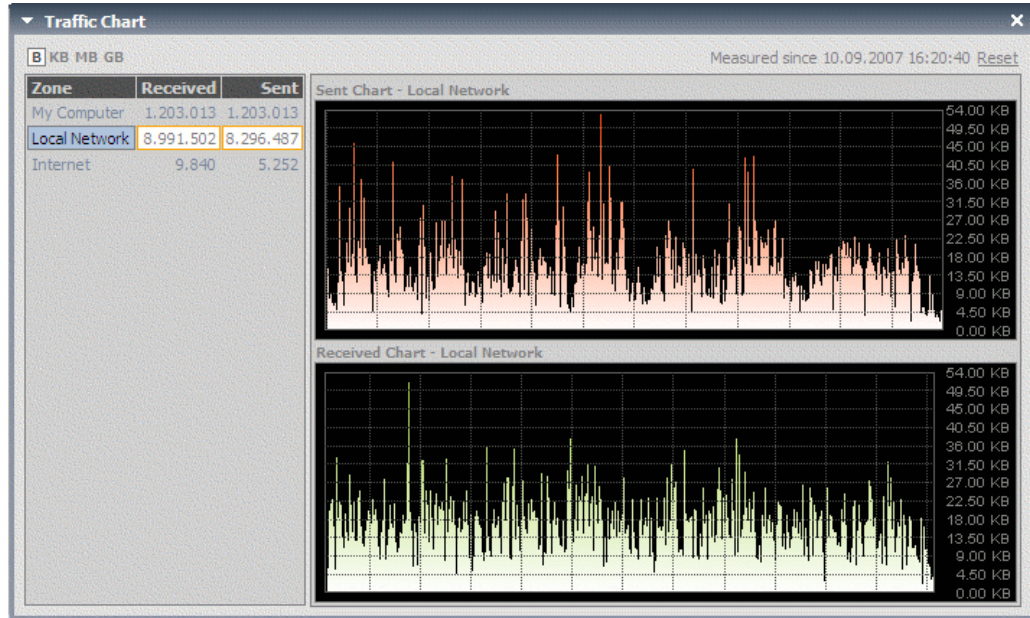 Traffic Chart
B KB MB GB
Measured since 10.09.2007 16:20:40 Reset
Zone Received Sent
My Computer 1.203.013 1.203.013
Local Network 8.991.502 8.296.487
Internet 9.840 5.252
Sent Chart - Local Network
54.00 KB
49.50 KB
45.00 KB
40.50 KB
36.00 KB
31.50 KB
27.00 KB
22.50 KB
18.00 KB
13.50 KB
9.00 KB
4.50 KB
0.00 KB
Received Chart - Local Network
54.00 KB
49.50 KB
45.00 KB
40.50 KB
36.00 KB
31.50 KB
27.00 KB
22.50 KB
18.00 KB
13.50 KB
9.00 KB
4.50 KB
0.00 KB